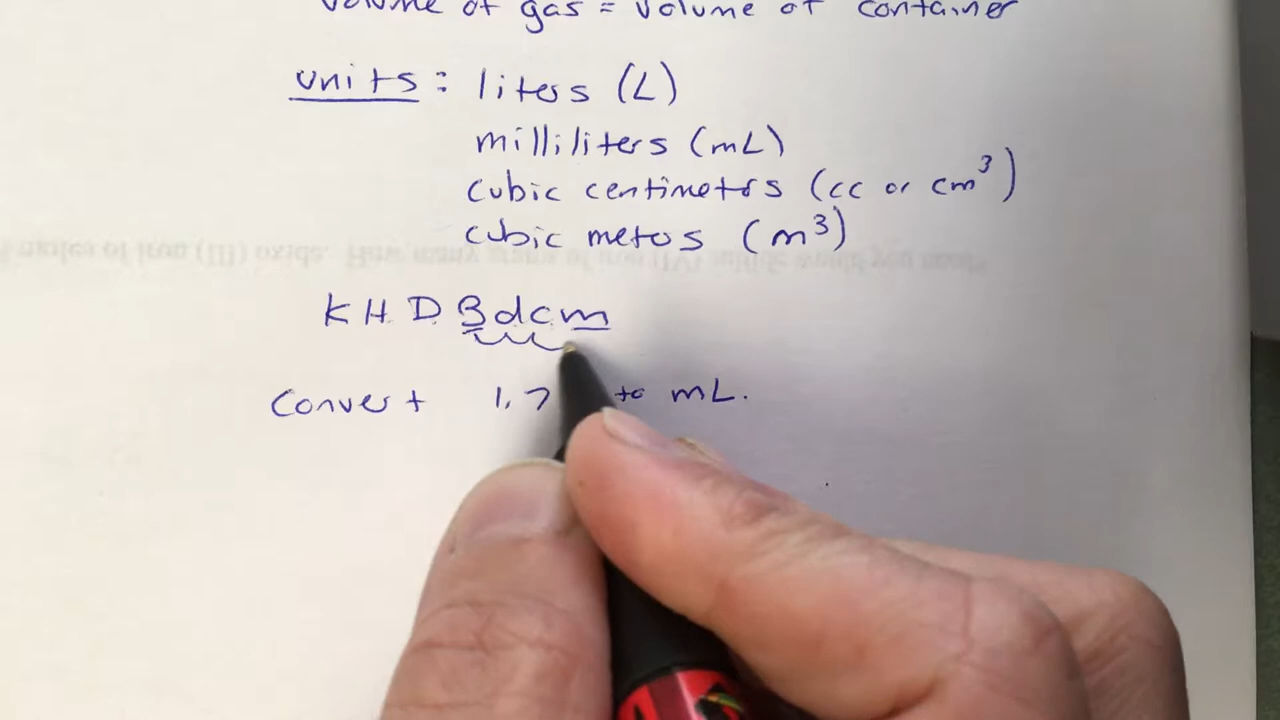 volume of gas = volume of container
units: liters (L)
milliliters (mL)
cubic centimeters (cc or cm³)
cubic meters (m³)
K H D B d c m
Convert 1.7 to mL.